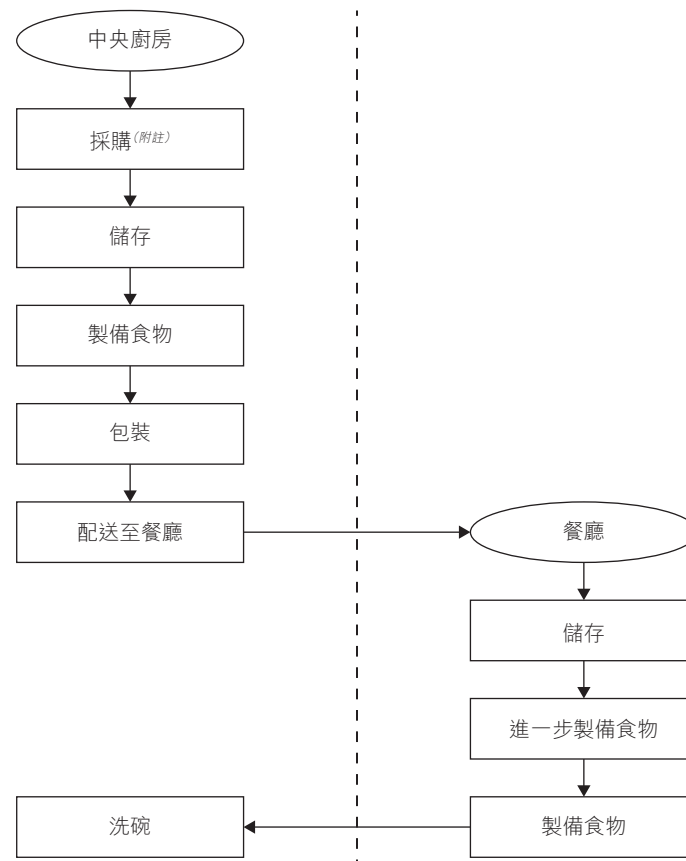 中央廚房
採購(附註)
儲存
製備食物
包裝
配送至餐廳
餐廳
儲存
進一步製備食物
製備食物
洗碗